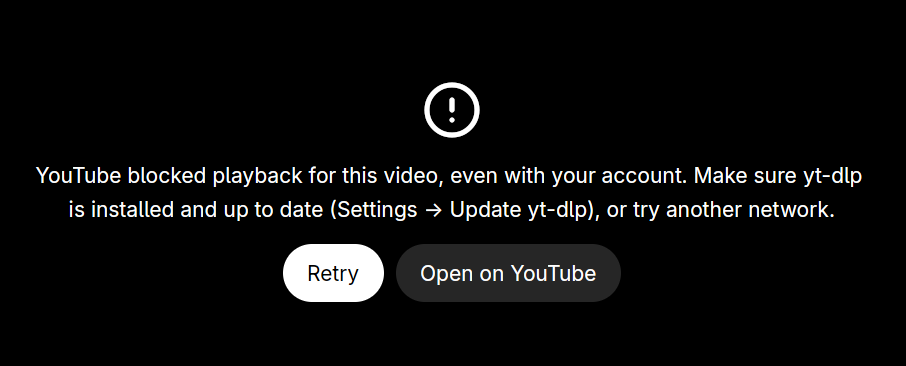 YouTube blocked playback for this video, even with your account. Make sure yt-dlp
is installed and up to date (Settings → Update yt-dlp), or try another network.
Retry
Open on YouTube